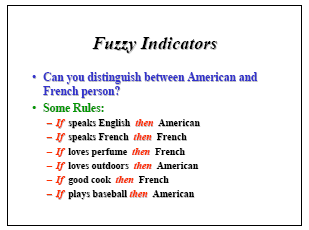 Fuzzy Indicators
• Can you distinguish between American and
French person?
• Some Rules:
– If speaks English then American
– If speaks French then French
– If loves perfume then French
– If loves outdoors then American
– If good cook then French
– If plays baseball then American